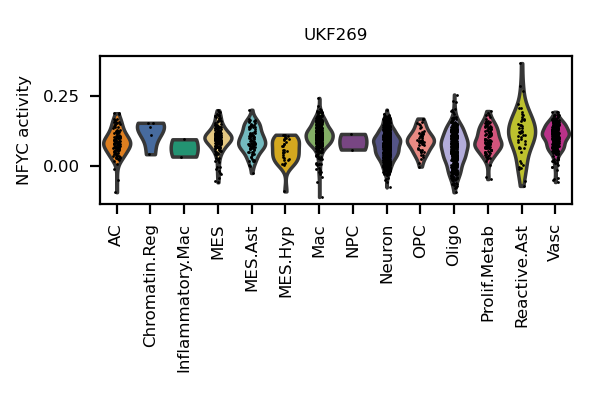 UKF269
NFYC activity
0.25
0.00
AC
Chromatin.Reg
Inflammatory.Mac
MES
MES.Ast
MES.Hyp
Mac
NPC
Neuron
OPC
Oligo
Prolif.Metab
Reactive.Ast
Vasc